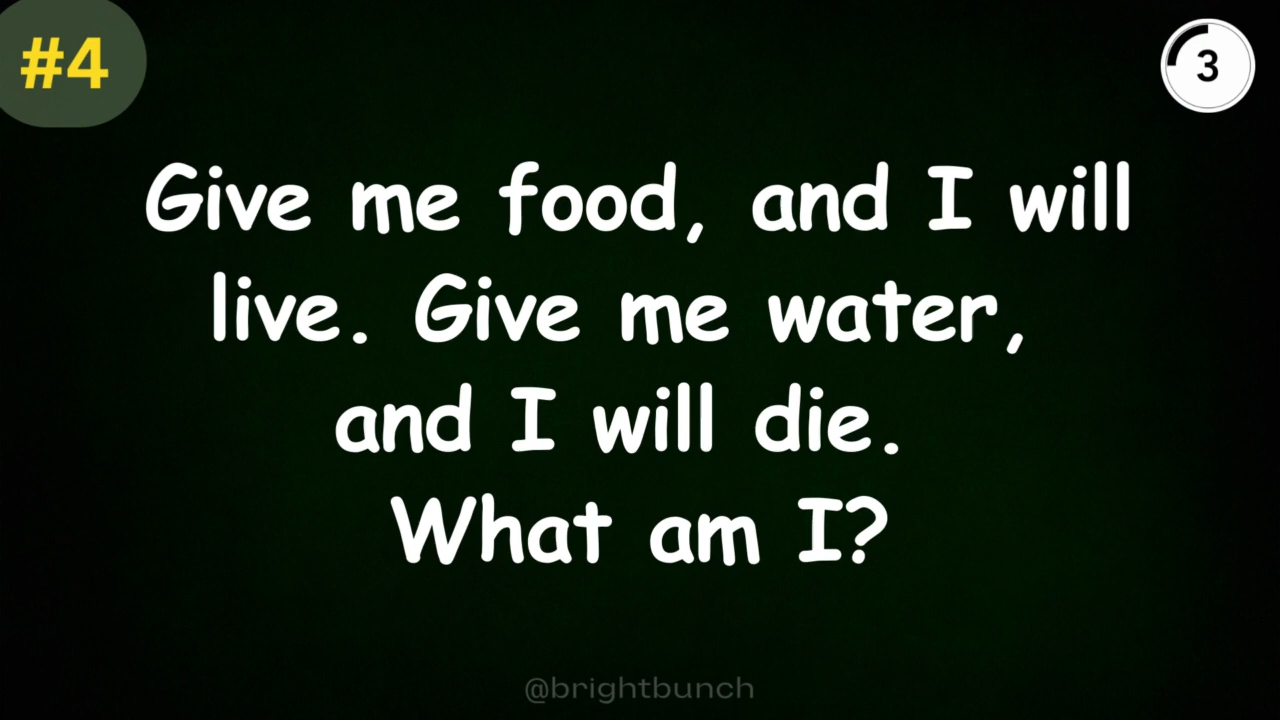 #4
3
Give me food, and I will
live. Give me water,
and I will die.
What am I?
@brightbunch